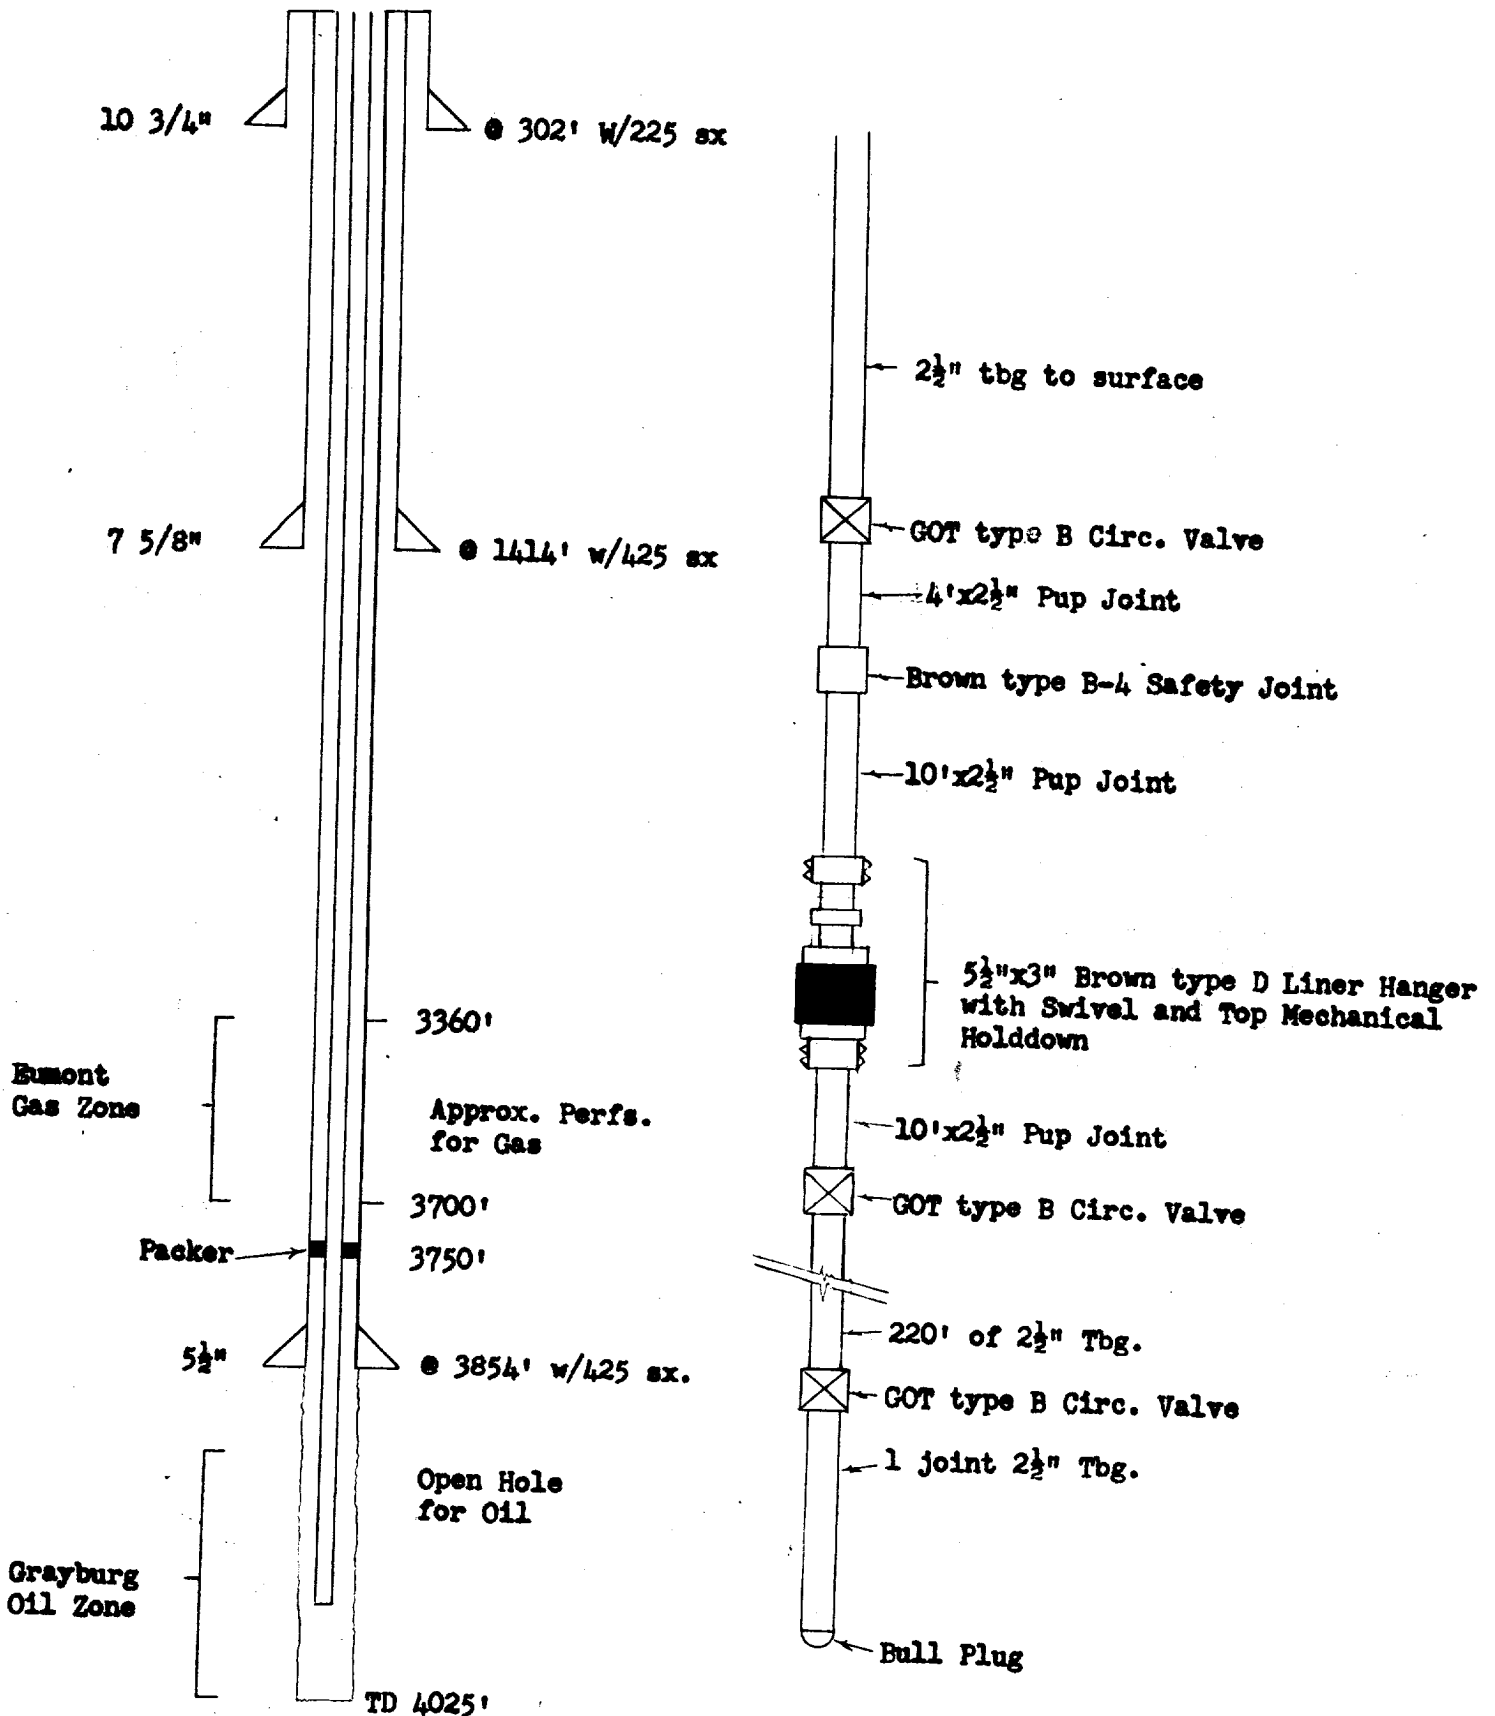 10 3/4"
@ 302' W/225 sx
7 5/8"
@ 1414' w/425 sx
3360'
Eumont
Gas Zone
Approx. Perfs.
for Gas
3700'
Packer
3750'
5½"
@ 3854' w/425 sx.
Open Hole
for Oil
Grayburg
Oil Zone
TD 4025'
2½" tbg to surface
GOT type B Circ. Valve
4'x2½" Pup Joint
Brown type B-4 Safety Joint
10'x2½" Pup Joint
5½"x3" Brown type D Liner Hanger
with Swivel and Top Mechanical
Holddown
10'x2½" Pup Joint
GOT type B Circ. Valve
220' of 2½" Tbg.
GOT type B Circ. Valve
1 joint 2½" Tbg.
Bull Plug